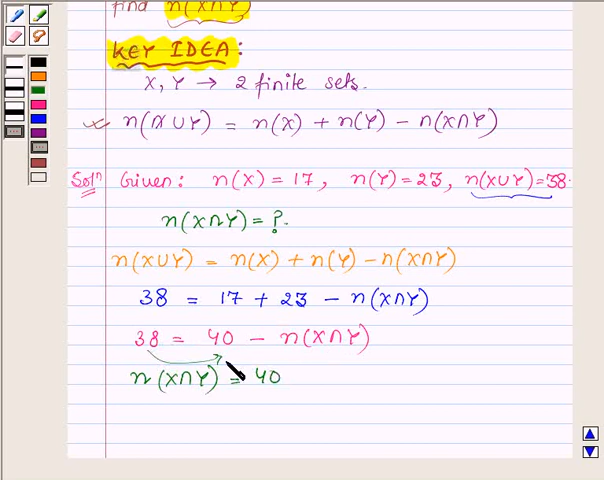 find n(X∩Y)
KEY IDEA:
X, Y → 2 finite sets.
n(X∪Y) = n(X) + n(Y) - n(X∩Y)
Solⁿ Given: n(X) = 17, n(Y) = 23, n(X∪Y) = 38.
n(X∩Y) = ?.
n(X∪Y) = n(X) + n(Y) - n(X∩Y)
38 = 17 + 23 - n(X∩Y)
38 = 40 - n(X∩Y)
n(X∩Y) = 40